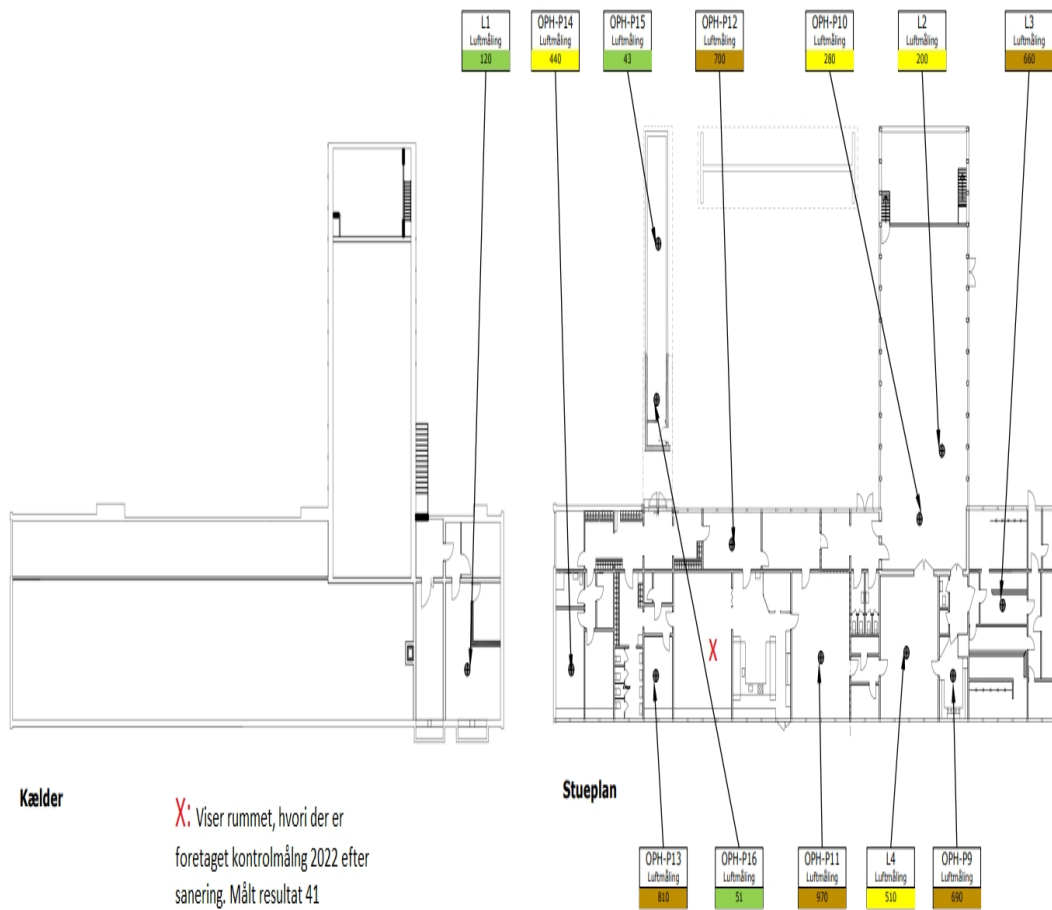 L1
Luftmåling
120
OPH-P14
Luftmåling
440
OPH-P15
Luftmåling
43
OPH-P12
Luftmåling
700
OPH-P10
Luftmåling
280
L2
Luftmåling
200
L3
Luftmåling
660
Kælder
X: Viser rummet, hvori der er
foretaget kontrolmålng 2022 efter
sanering. Målt resultat 41
X
Stueplan
OPH-P13
Luftmåling
810
OPH-P16
Luftmåling
51
OPH-P11
Luftmåling
970
L4
Luftmåling
510
OPH-P9
Luftmåling
690